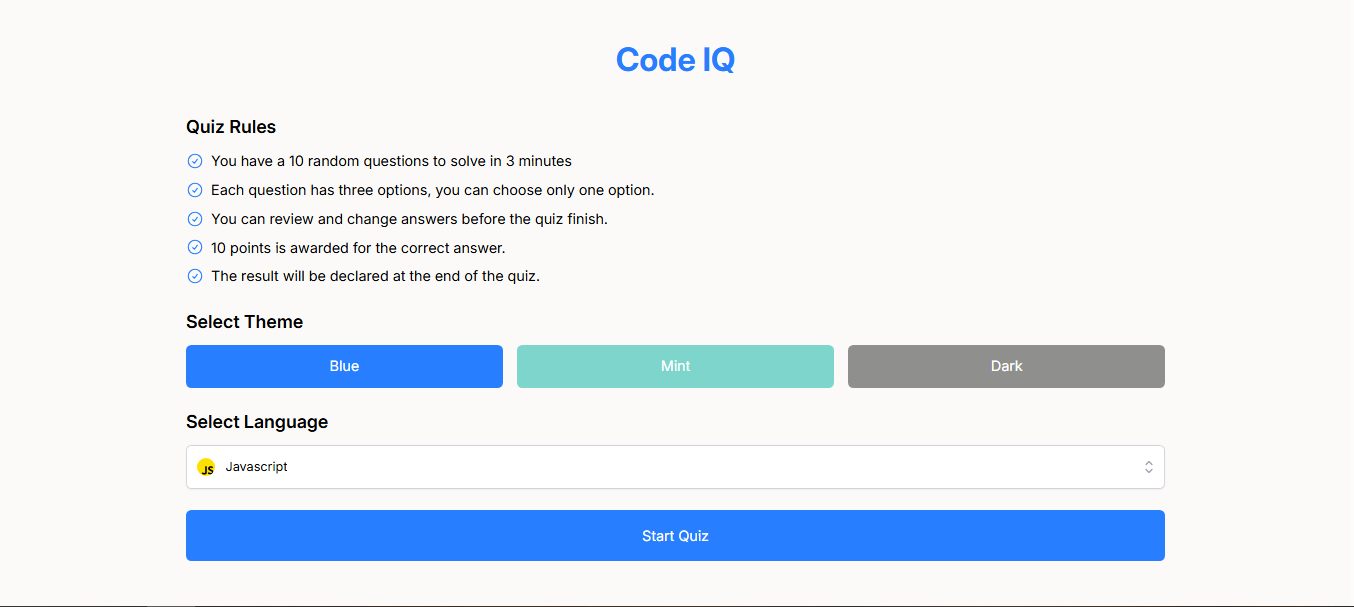 Code IQ
Quiz Rules
You have a 10 random questions to solve in 3 minutes
Each question has three options, you can choose only one option.
You can review and change answers before the quiz finish.
10 points is awarded for the correct answer.
The result will be declared at the end of the quiz.
Select Theme
Blue Mint Dark
Select Language
JS Javascript
Start Quiz